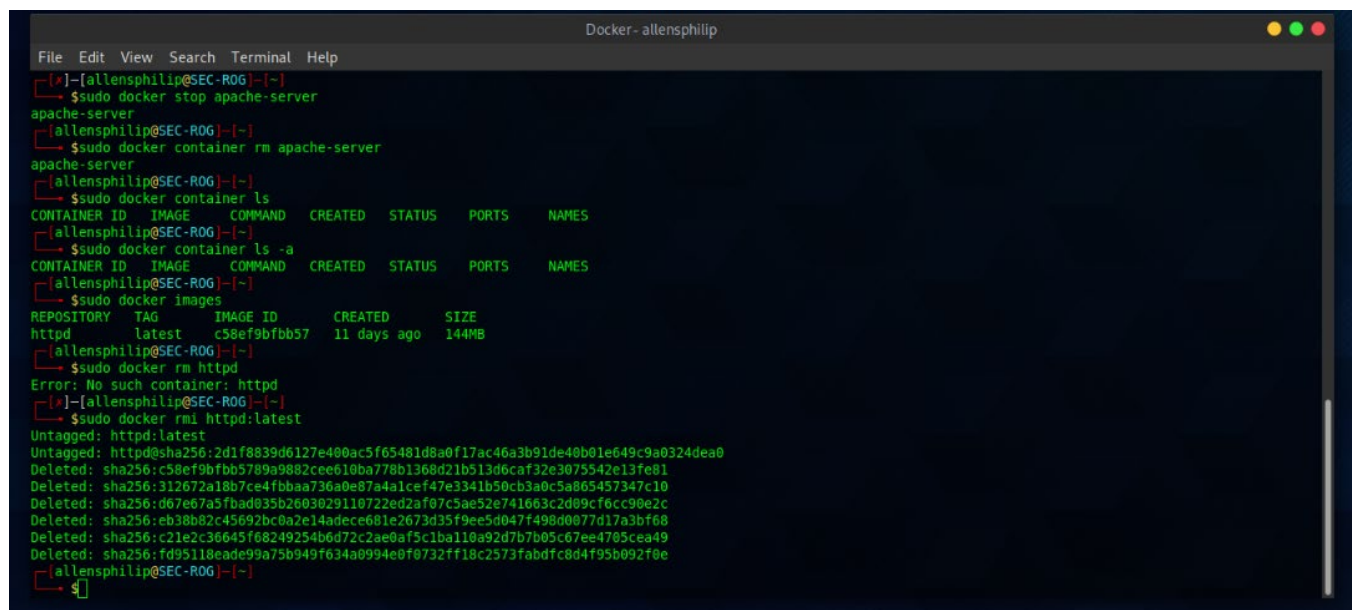 Docker- allensphilip
File Edit View Search Terminal Help
┌─[✗]─[allensphilip@SEC-ROG]─[~]
└──╼ $sudo docker stop apache-server
apache-server
┌─[allensphilip@SEC-ROG]─[~]
└──╼ $sudo docker container rm apache-server
apache-server
┌─[allensphilip@SEC-ROG]─[~]
└──╼ $sudo docker container ls
CONTAINER ID   IMAGE     COMMAND   CREATED   STATUS    PORTS     NAMES
┌─[allensphilip@SEC-ROG]─[~]
└──╼ $sudo docker container ls -a
CONTAINER ID   IMAGE     COMMAND   CREATED   STATUS    PORTS     NAMES
┌─[allensphilip@SEC-ROG]─[~]
└──╼ $sudo docker images
REPOSITORY   TAG       IMAGE ID       CREATED       SIZE
httpd        latest    c58ef9bfbb57   11 days ago   144MB
┌─[allensphilip@SEC-ROG]─[~]
└──╼ $sudo docker rm httpd
Error: No such container: httpd
┌─[✗]─[allensphilip@SEC-ROG]─[~]
└──╼ $sudo docker rmi httpd:latest
Untagged: httpd:latest
Untagged: httpd@sha256:2d1f8839d6127e400ac5f65481d8a0f17ac46a3b91de40b01e649c9a0324dea0
Deleted: sha256:c58ef9bfbb5789a9882cee610ba778b1368d21b513d6caf32e3075542e13fe81
Deleted: sha256:312672a18b7ce4fbbaa736a0e87a4a1cef47e3341b50cb3a0c5a865457347c10
Deleted: sha256:d67e67a5fbad035b2603029110722ed2af07c5ae52e741663c2d09cf6cc90e2c
Deleted: sha256:eb38b82c45692bc0a2e14adece681e2673d35f9ee5d047f498d0077d17a3bf68
Deleted: sha256:c21e2c36645f68249254b6d72c2ae0af5c1ba110a92d7b7b05c67ee4705cea49
Deleted: sha256:fd95118eade99a75b949f634a0994e0f0732ff18c2573fabdfc8d4f95b092f0e
┌─[allensphilip@SEC-ROG]─[~]
└──╼ $